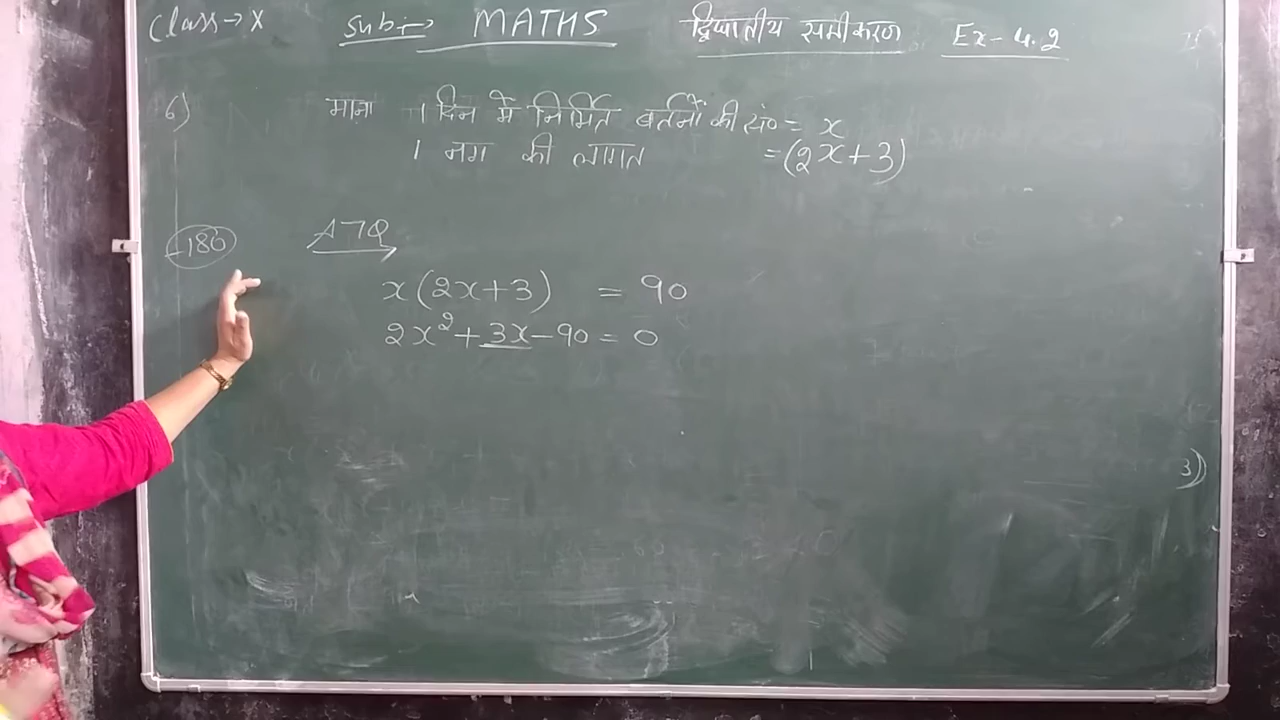 Class → X Sub:→ MATHS द्विघातीय समीकरण Ex - 4.2
6) माना 1 दिन में निर्मित बर्तनों की सं० = x
1 नग की लागत = (2x+3)
-180 ATQ
x(2x+3) = 90
2x²+3x-90=0
3)